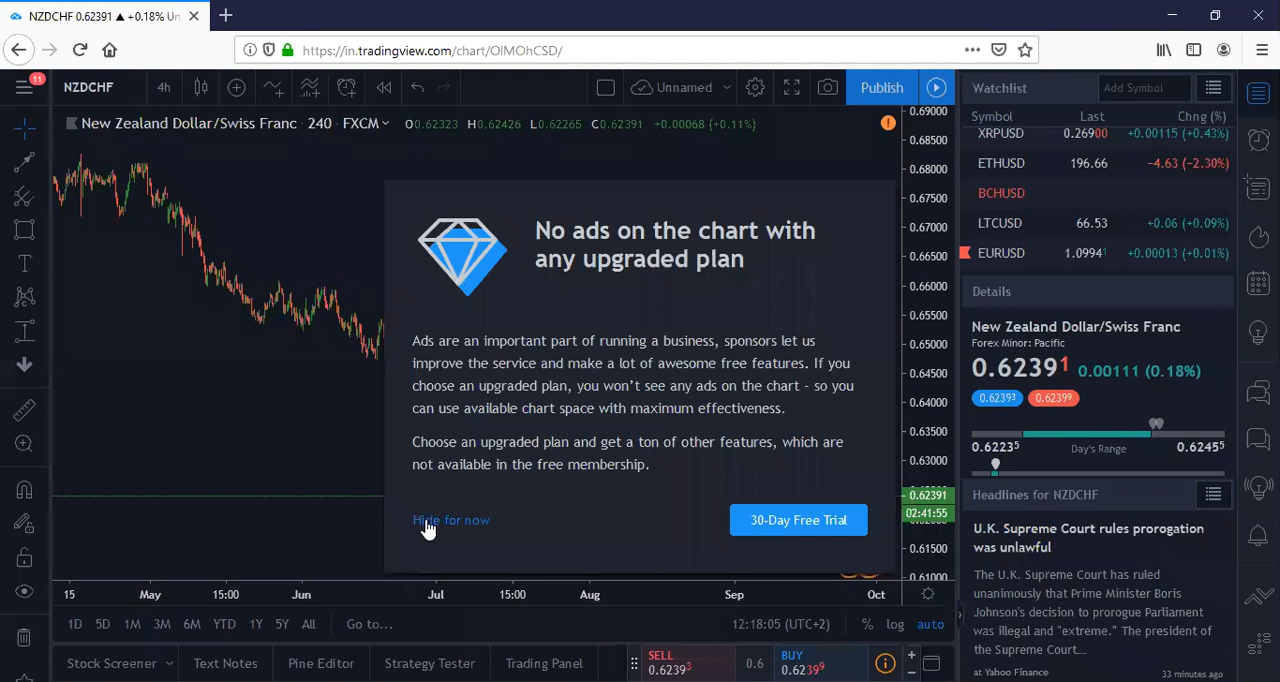 NZDCHF 0.62391 ▲ +0.18% Un
https://in.tradingview.com/chart/OlMOhCSD/
11
NZDCHF 4h Unnamed Publish
New Zealand Dollar/Swiss Franc · 240 · FXCM O0.62323 H0.62426 L0.62265 C0.62391 +0.00068 (+0.11%)
0.69000
0.68500
0.68000
0.67500
0.67000
0.66500
0.66000
0.65500
0.65000
0.64500
0.64000
0.63500
0.63000
0.62391
02:41:55
0.61500
0.61000
No ads on the chart with
any upgraded plan
Ads are an important part of running a business, sponsors let us
improve the service and make a lot of awesome free features. If you
choose an upgraded plan, you won't see any ads on the chart - so you
can use available chart space with maximum effectiveness.
Choose an upgraded plan and get a ton of other features, which are
not available in the free membership.
Hide for now
30-Day Free Trial
15 May 15:00 Jun Jul 15:00 Aug Sep Oct
1D 5D 1M 3M 6M YTD 1Y 5Y All Go to... 12:18:05 (UTC+2) % log auto
Stock Screener Text Notes Pine Editor Strategy Tester Trading Panel
SELL
0.62393
0.6
BUY
0.62399
Watchlist Add Symbol
Symbol Last Chng (%)
XRPUSD 0.26900 +0.00115 (+0.43%)
ETHUSD 196.66 −4.63 (−2.30%)
BCHUSD
LTCUSD 66.53 +0.06 (+0.09%)
EURUSD 1.09941 +0.00013 (+0.01%)
Details
New Zealand Dollar/Swiss Franc
Forex Minor: Pacific
0.62391 0.00111 (0.18%)
0.62393 0.62399
0.62235 Day's Range 0.62455
Headlines for NZDCHF
U.K. Supreme Court rules prorogation
was unlawful
The U.K. Supreme Court has ruled
unanimously that Prime Minister Boris
Johnson's decision to prorogue Parliament
was illegal and "extreme." The president of
the Supreme Court...
at Yahoo Finance 33 minutes ago